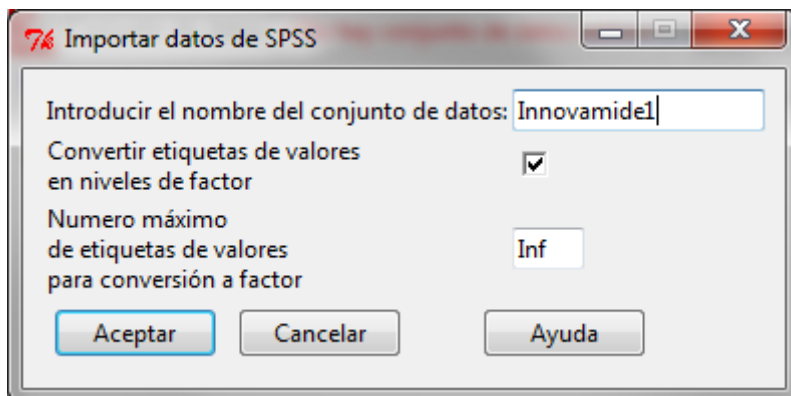 Importar datos de SPSS
Introducir el nombre del conjunto de datos: Innovamide1
Convertir etiquetas de valores
en niveles de factor
Numero máximo
de etiquetas de valores
para conversión a factor
Inf
Aceptar Cancelar Ayuda